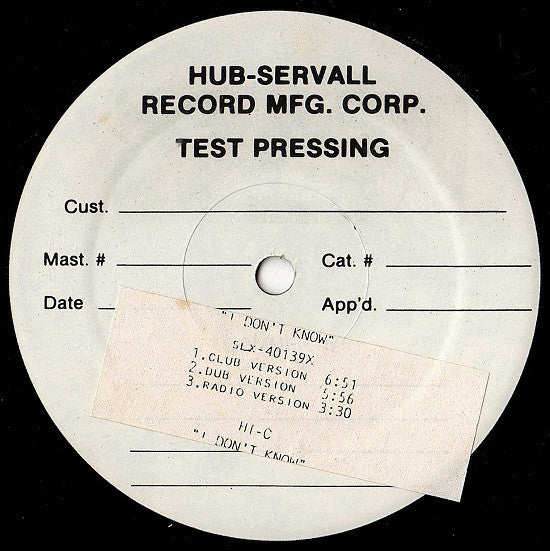 HUB-SERVALL
RECORD MFG. CORP.
TEST PRESSING
Cust.
Mast. # Cat. #
Date App'd.
"I DON'T KNOW"
SLX-40139X
1.CLUB VERSION 6:51
2.DUB VERSION 5:56
3.RADIO VERSION 3:30
HI-C
"I DON'T KNOW"